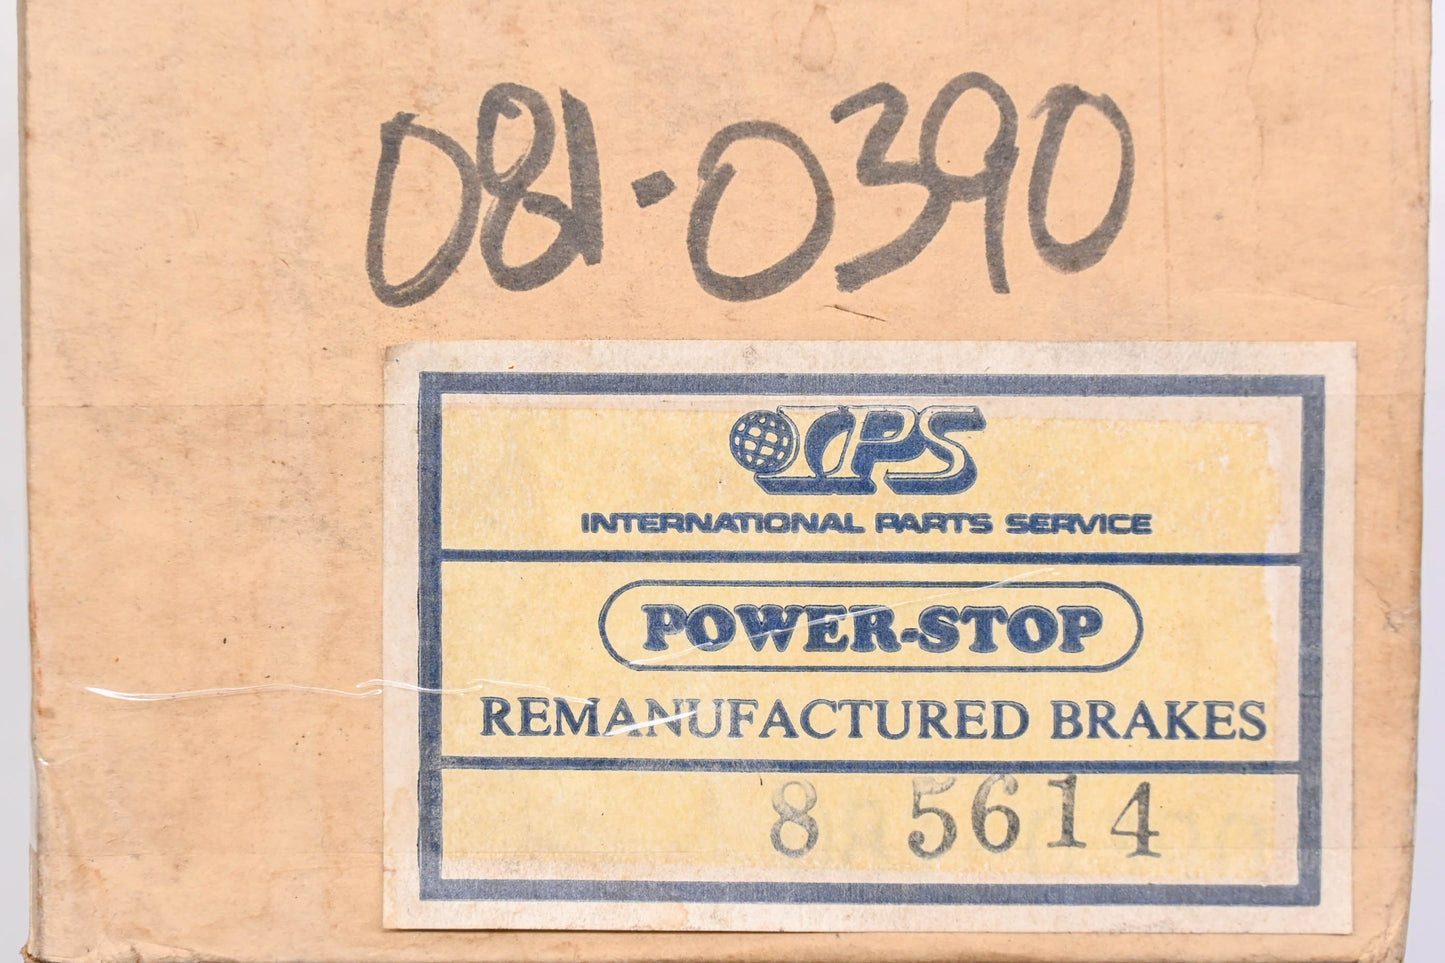 081-0390
IPS
INTERNATIONAL PARTS SERVICE
POWER-STOP
REMANUFACTURED BRAKES
8 5614